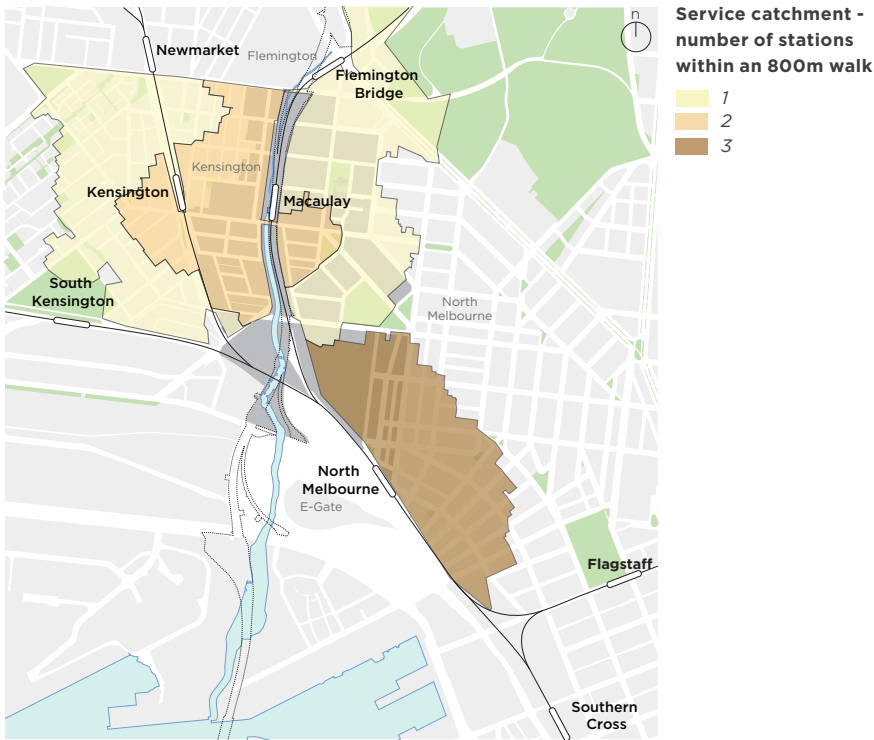 n
Service catchment -
number of stations
within an 800m walk
1
2
3
Newmarket
Flemington
Flemington
Bridge
Kensington
Kensington
Macaulay
South
Kensington
North
Melbourne
North
Melbourne
E-Gate
Flagstaff
Southern
Cross